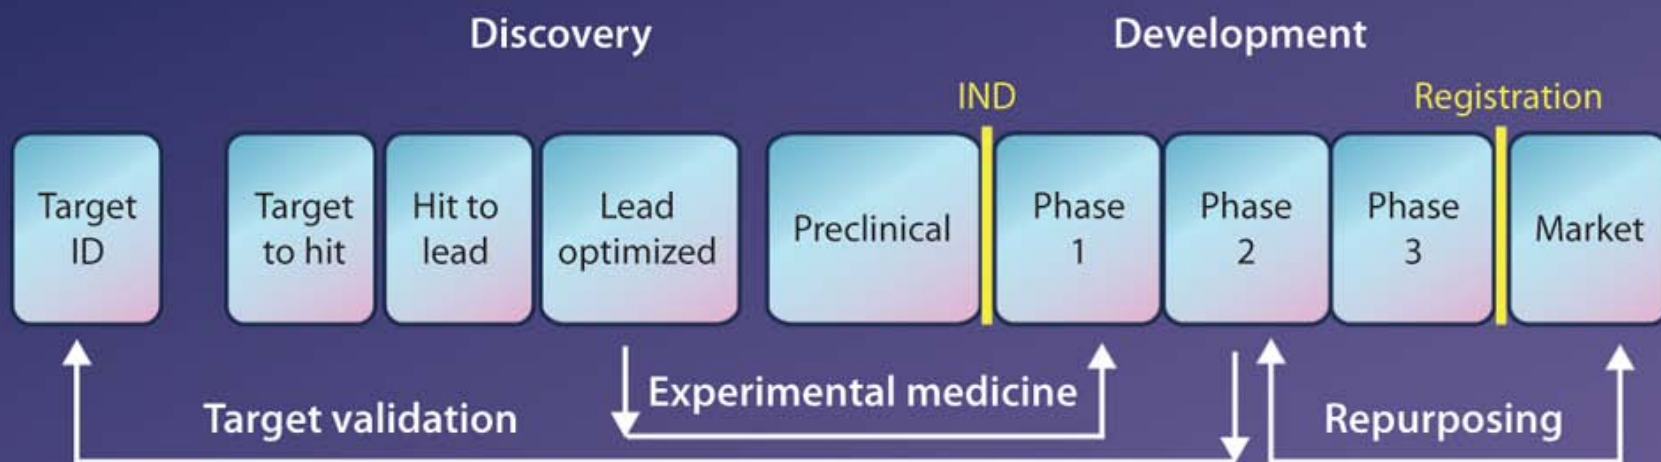 Discovery
Development
IND
Registration
Target
ID
Target
to hit
Hit to
lead
Lead
optimized
Preclinical
Phase
1
Phase
2
Phase
3
Market
Experimental medicine
Target validation
Repurposing